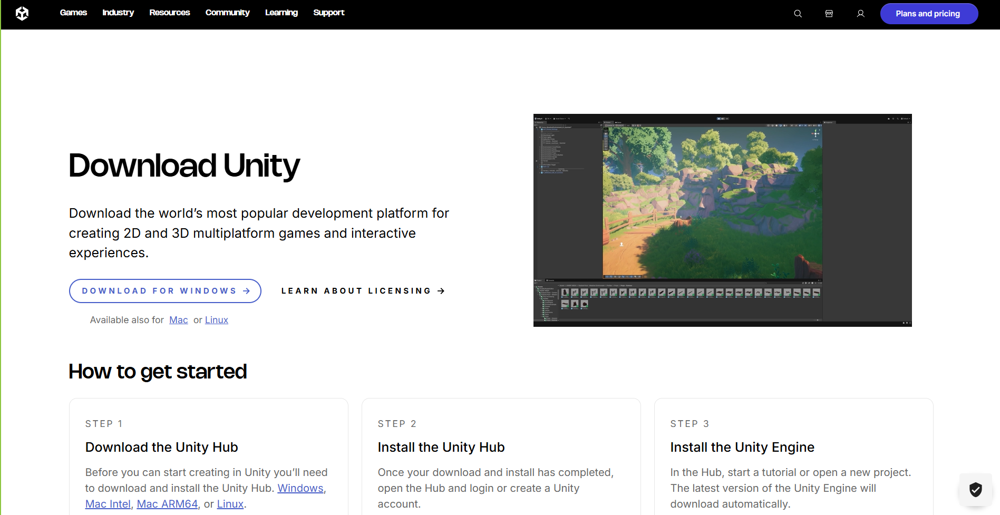 Games Industry Resources Community Learning Support Plans and pricing
Download Unity
Download the world’s most popular development platform for
creating 2D and 3D multiplatform games and interactive
experiences.
DOWNLOAD FOR WINDOWS → LEARN ABOUT LICENSING →
Available also for Mac or Linux
How to get started
STEP 1
Download the Unity Hub
Before you can start creating in Unity you’ll need
to download and install the Unity Hub. Windows,
Mac Intel, Mac ARM64, or Linux.
STEP 2
Install the Unity Hub
Once your download and install has completed,
open the Hub and login or create a Unity
account.
STEP 3
Install the Unity Engine
In the Hub, start a tutorial or open a new project.
The latest version of the Unity Engine will
download automatically.